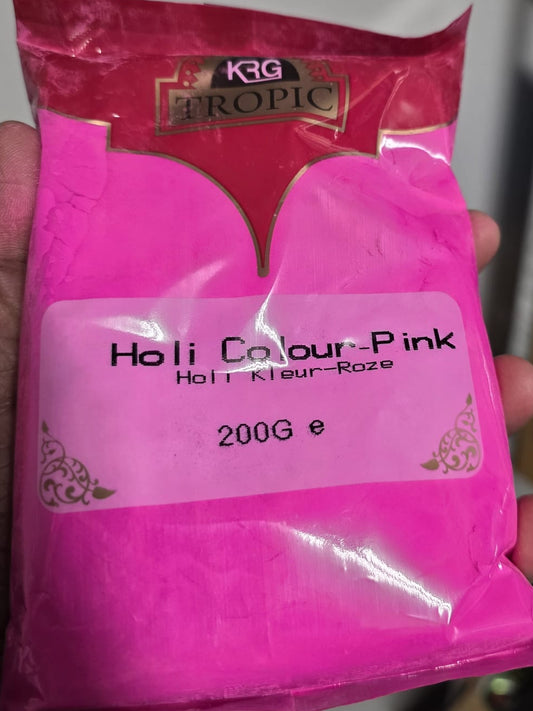 KRG
TROPIC
Holi Colour-Pink
Holi Kleur-Roze
200G e